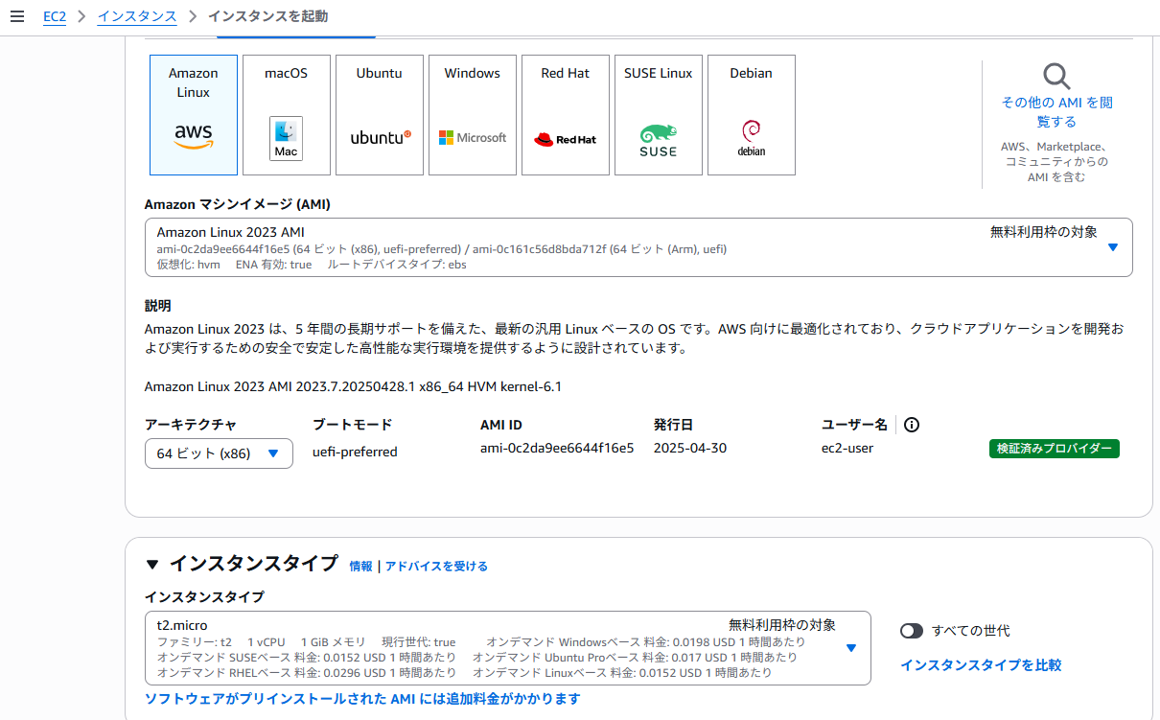 EC2 > インスタンス > インスタンスを起動
Amazon Linux
aws
macOS
Mac
Ubuntu
ubuntu
Windows
Microsoft
Red Hat
Red Hat
SUSE Linux
SUSE
Debian
debian
その他の AMI を閲
覧する
AWS、Marketplace、
コミュニティからの
AMI を含む
Amazon マシンイメージ (AMI)
Amazon Linux 2023 AMI 無料利用枠の対象
ami-0c2da9ee6644f16e5 (64 ビット (x86), uefi-preferred) / ami-0c161c56d8bda712f (64 ビット (Arm), uefi)
仮想化: hvm ENA 有効: true ルートデバイスタイプ: ebs
説明
Amazon Linux 2023 は、5 年間の長期サポートを備えた、最新の汎用 Linux ベースの OS です。AWS 向けに最適化されており、クラウドアプリケーションを開発お
よび実行するための安全で安定した高性能な実行環境を提供するように設計されています。
Amazon Linux 2023 AMI 2023.7.20250428.1 x86_64 HVM kernel-6.1
アーキテクチャ ブートモード AMI ID 発行日 ユーザー名
64 ビット (x86) uefi-preferred ami-0c2da9ee6644f16e5 2025-04-30 ec2-user 検証済みプロバイダー
インスタンスタイプ 情報 | アドバイスを受ける
インスタンスタイプ
t2.micro 無料利用枠の対象
ファミリー: t2 1 vCPU 1 GiB メモリ 現行世代: true オンデマンド Windowsベース 料金: 0.0198 USD 1 時間あたり
オンデマンド SUSEベース 料金: 0.0152 USD 1 時間あたり オンデマンド Ubuntu Proベース 料金: 0.017 USD 1 時間あたり
オンデマンド RHELベース 料金: 0.0296 USD 1 時間あたり オンデマンド Linuxベース 料金: 0.0152 USD 1 時間あたり
すべての世代
インスタンスタイプを比較
ソフトウェアがプリインストールされた AMI には追加料金がかかります